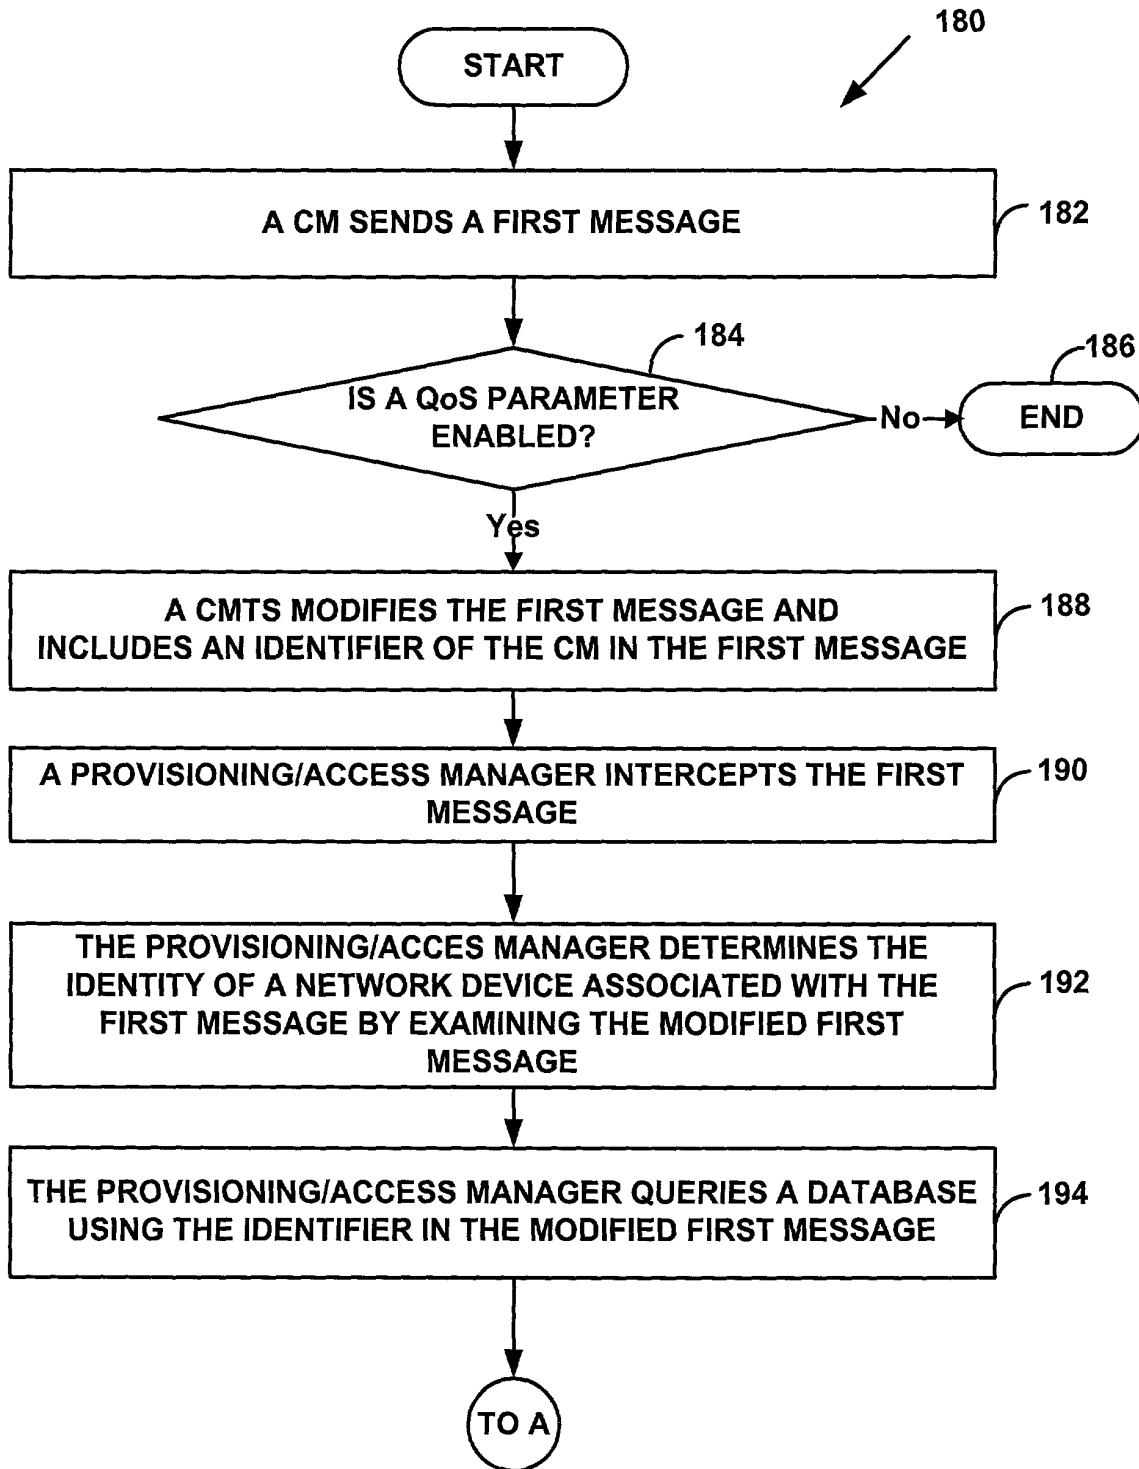 180
START
A CM SENDS A FIRST MESSAGE
182
184
IS A QoS PARAMETER
ENABLED?
No
186
END
Yes
A CMTS MODIFIES THE FIRST MESSAGE AND
INCLUDES AN IDENTIFIER OF THE CM IN THE FIRST MESSAGE
188
A PROVISIONING/ACCESS MANAGER INTERCEPTS THE FIRST
MESSAGE
190
THE PROVISIONING/ACCES MANAGER DETERMINES THE
IDENTITY OF A NETWORK DEVICE ASSOCIATED WITH THE
FIRST MESSAGE BY EXAMINING THE MODIFIED FIRST
MESSAGE
192
THE PROVISIONING/ACCESS MANAGER QUERIES A DATABASE
USING THE IDENTIFIER IN THE MODIFIED FIRST MESSAGE
194
TO A